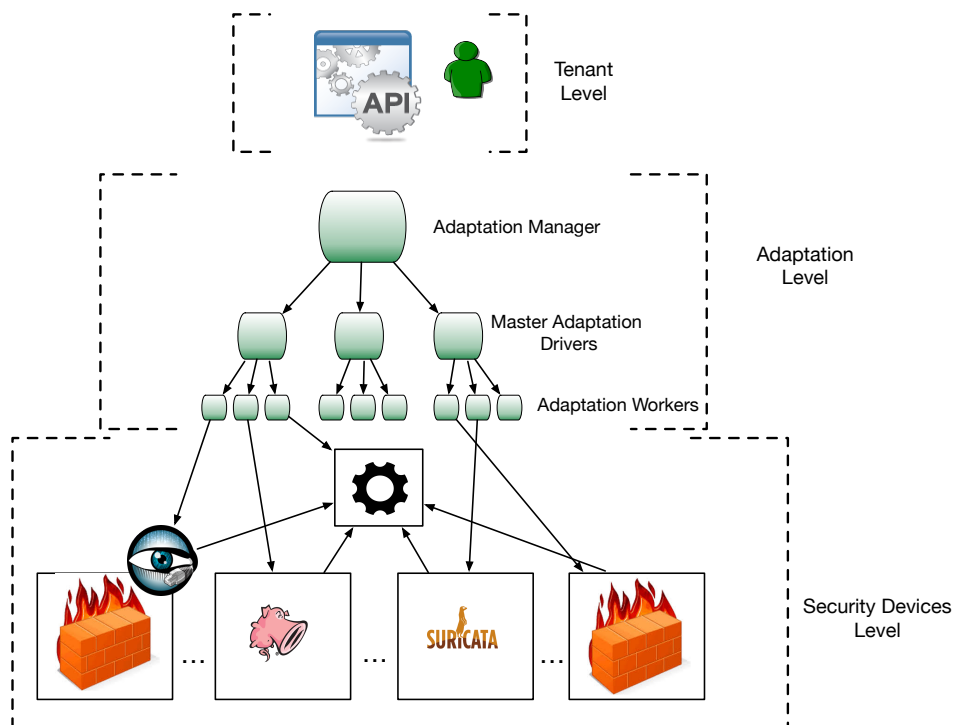 API
Tenant
Level
Adaptation Manager
Adaptation
Level
Master Adaptation
Drivers
Adaptation Workers
SURICATA
Security Devices
Level
...
...
...